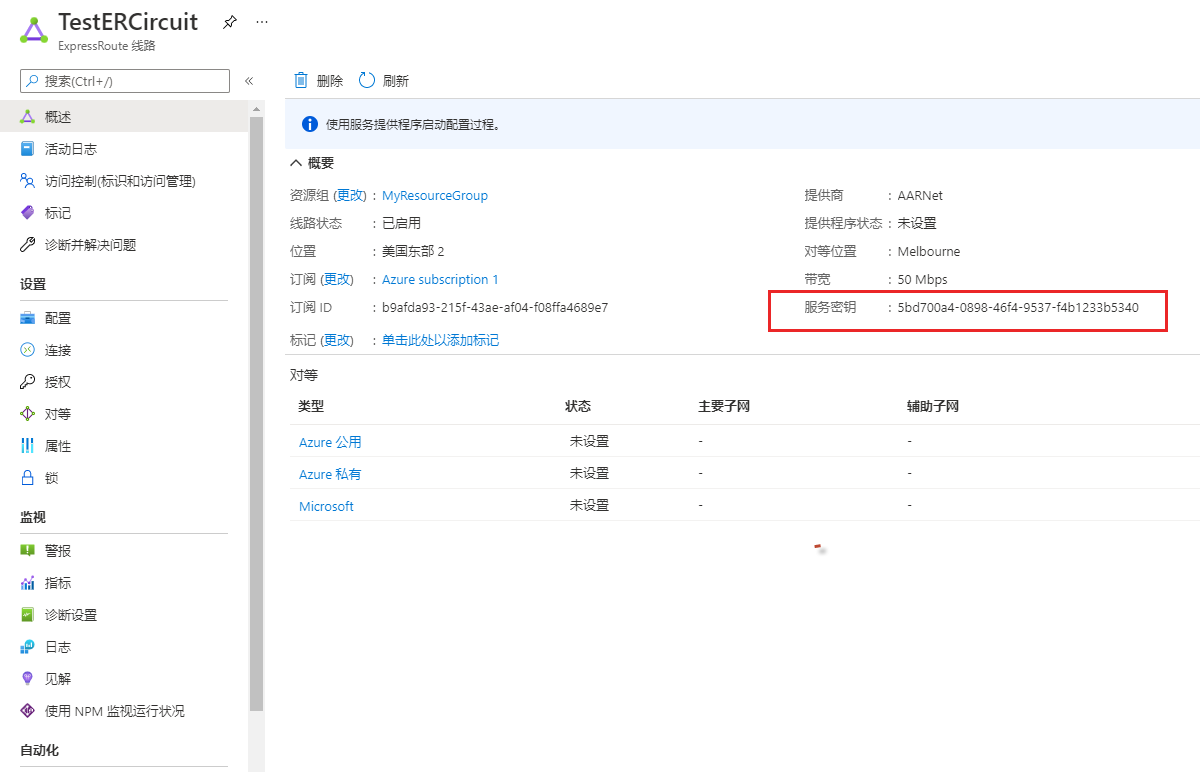 TestERCircuit
ExpressRoute 线路
搜索(Ctrl+/)
«
概述
活动日志
访问控制(标识和访问管理)
标记
诊断并解决问题
设置
配置
连接
授权
对等
属性
锁
监视
警报
指标
诊断设置
日志
见解
使用 NPM 监视运行状况
自动化
删除 刷新
使用服务提供程序启动配置过程。
概要
资源组 (更改) : MyResourceGroup
线路状态 : 已启用
位置 : 美国东部 2
订阅 (更改) : Azure subscription 1
订阅 ID : b9afda93-215f-43ae-af04-f08ffa4689e7
标记 (更改) : 单击此处以添加标记
提供商 : AARNet
提供程序状态 : 未设置
对等位置 : Melbourne
带宽 : 50 Mbps
服务密钥 : 5bd700a4-0898-46f4-9537-f4b1233b5340
对等
类型 状态 主要子网 辅助子网
Azure 公用 未设置 - -
Azure 私有 未设置 - -
Microsoft 未设置 - -